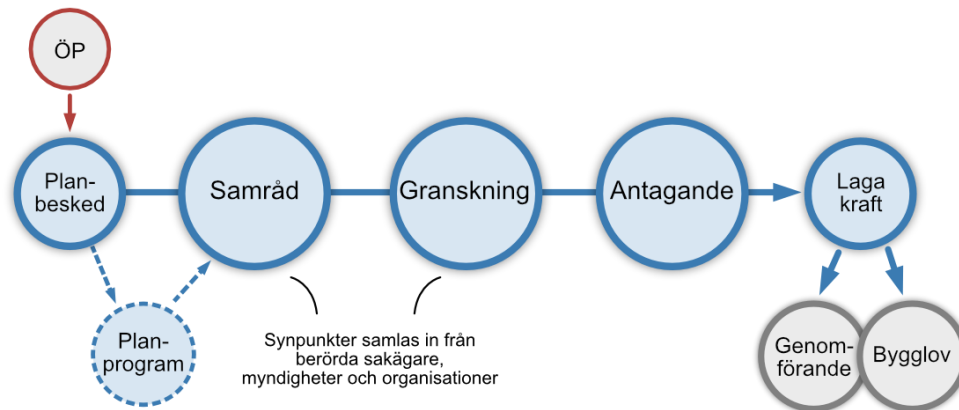 ÖP
Plan-
besked
Samråd
Granskning
Antagande
Laga
kraft
Plan-
program
Synpunkter samlas in från
berörda sakägare,
myndigheter och organisationer
Genom-
förande
Bygglov